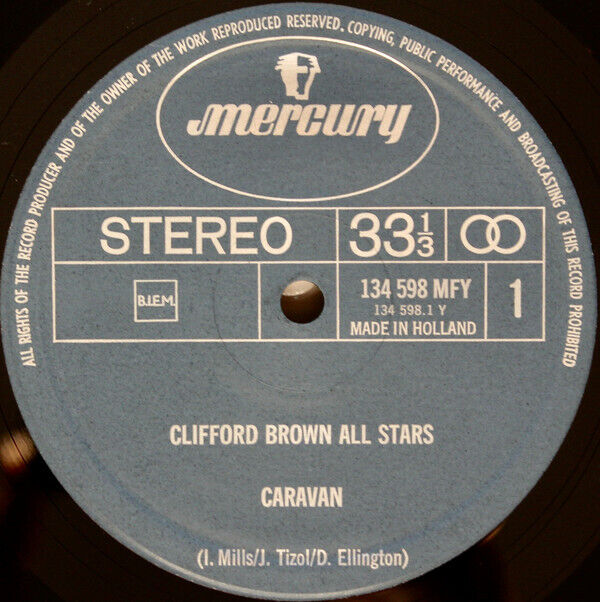 ALL RIGHTS OF THE RECORD PRODUCER AND OF THE OWNER OF THE WORK REPRODUCED RESERVED. COPYING, PUBLIC PERFORMANCE AND BROADCASTING OF THIS RECORD PROHIBITED
mercury
STEREO 33 1/3
B.I.E.M. 134 598 MFY 1
134 598.1 Y
MADE IN HOLLAND
CLIFFORD BROWN ALL STARS
CARAVAN
(I. Mills/J. Tizol/D. Ellington)